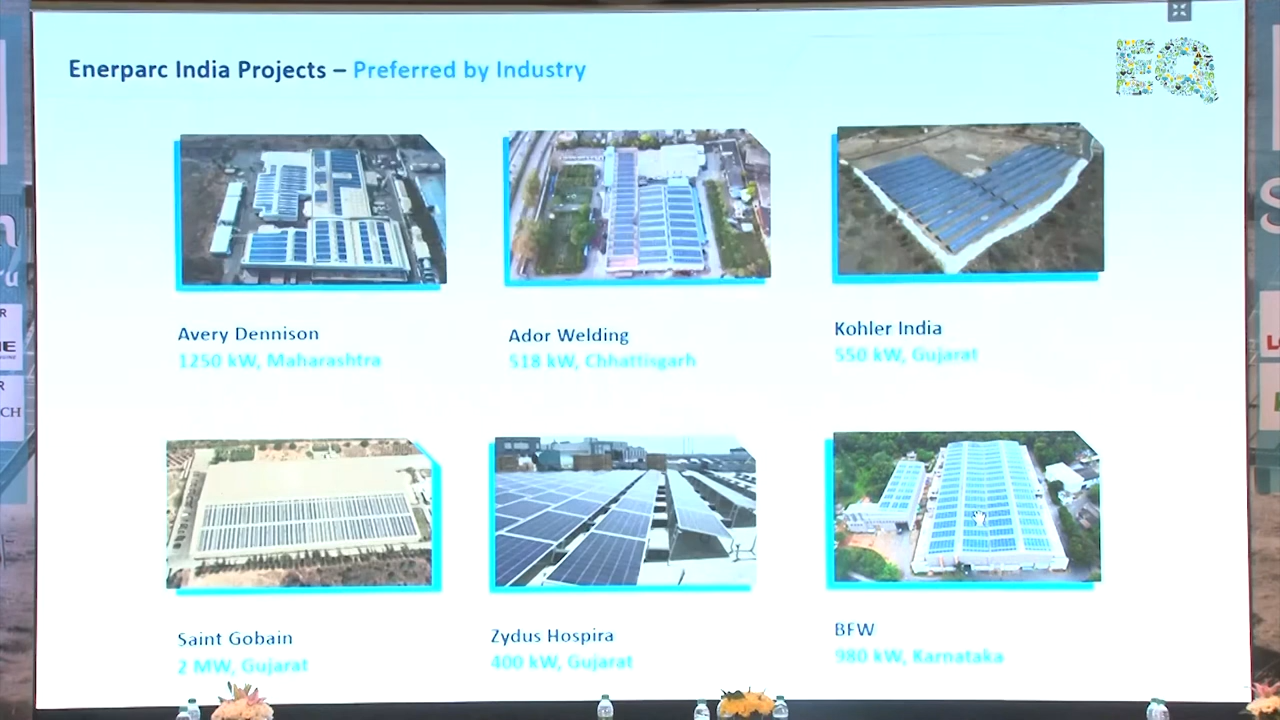 Enerparc India Projects – Preferred by Industry
EQ
Avery Dennison
1250 kW, Maharashtra
Ador Welding
518 kW, Chhattisgarh
Kohler India
550 kW, Gujarat
Saint Gobain
2 MW, Gujarat
Zydus Hospira
400 kW, Gujarat
BFW
980 kW, Karnataka